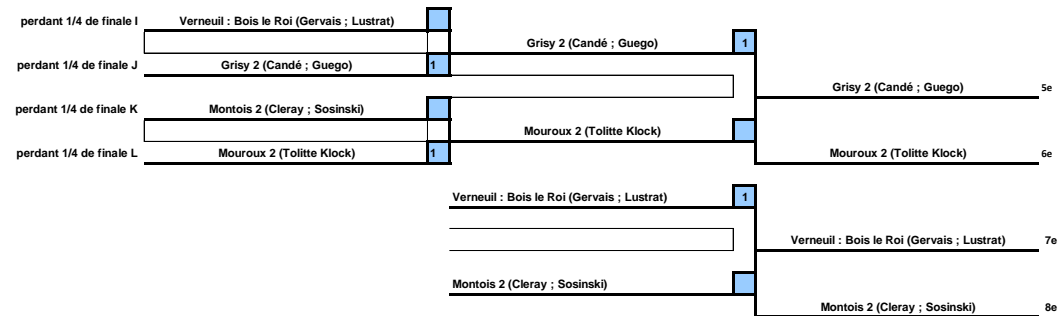 perdant 1/4 de finale I Verneuil : Bois le Roi (Gervais ; Lustrat)
Grisy 2 (Candé ; Guego) 1
perdant 1/4 de finale J Grisy 2 (Candé ; Guego) 1
Grisy 2 (Candé ; Guego) 5e
perdant 1/4 de finale K Montois 2 (Cleray ; Sosinski)
Mouroux 2 (Tolitte Klock)
perdant 1/4 de finale L Mouroux 2 (Tolitte Klock) 1
Mouroux 2 (Tolitte Klock) 6e
Verneuil : Bois le Roi (Gervais ; Lustrat) 1
Verneuil : Bois le Roi (Gervais ; Lustrat) 7e
Montois 2 (Cleray ; Sosinski)
Montois 2 (Cleray ; Sosinski) 8e